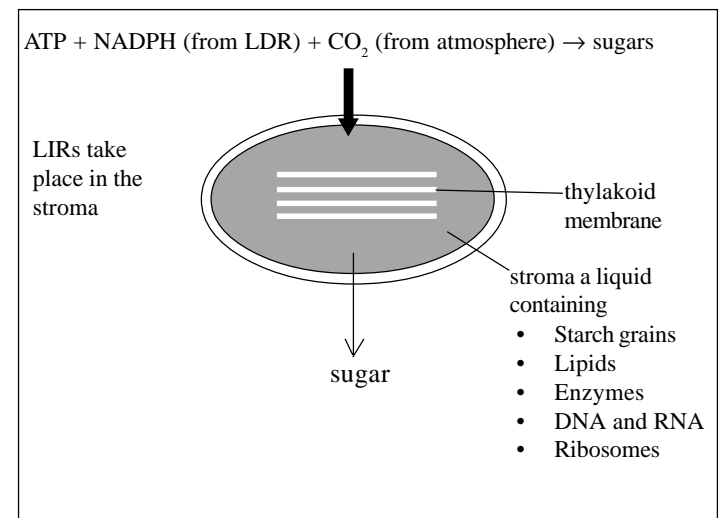 ATP + NADPH (from LDR) + CO₂ (from atmosphere) → sugars
LIRs take
place in the
stroma
thylakoid
membrane
stroma a liquid
containing
• Starch grains
• Lipids
• Enzymes
• DNA and RNA
• Ribosomes
sugar